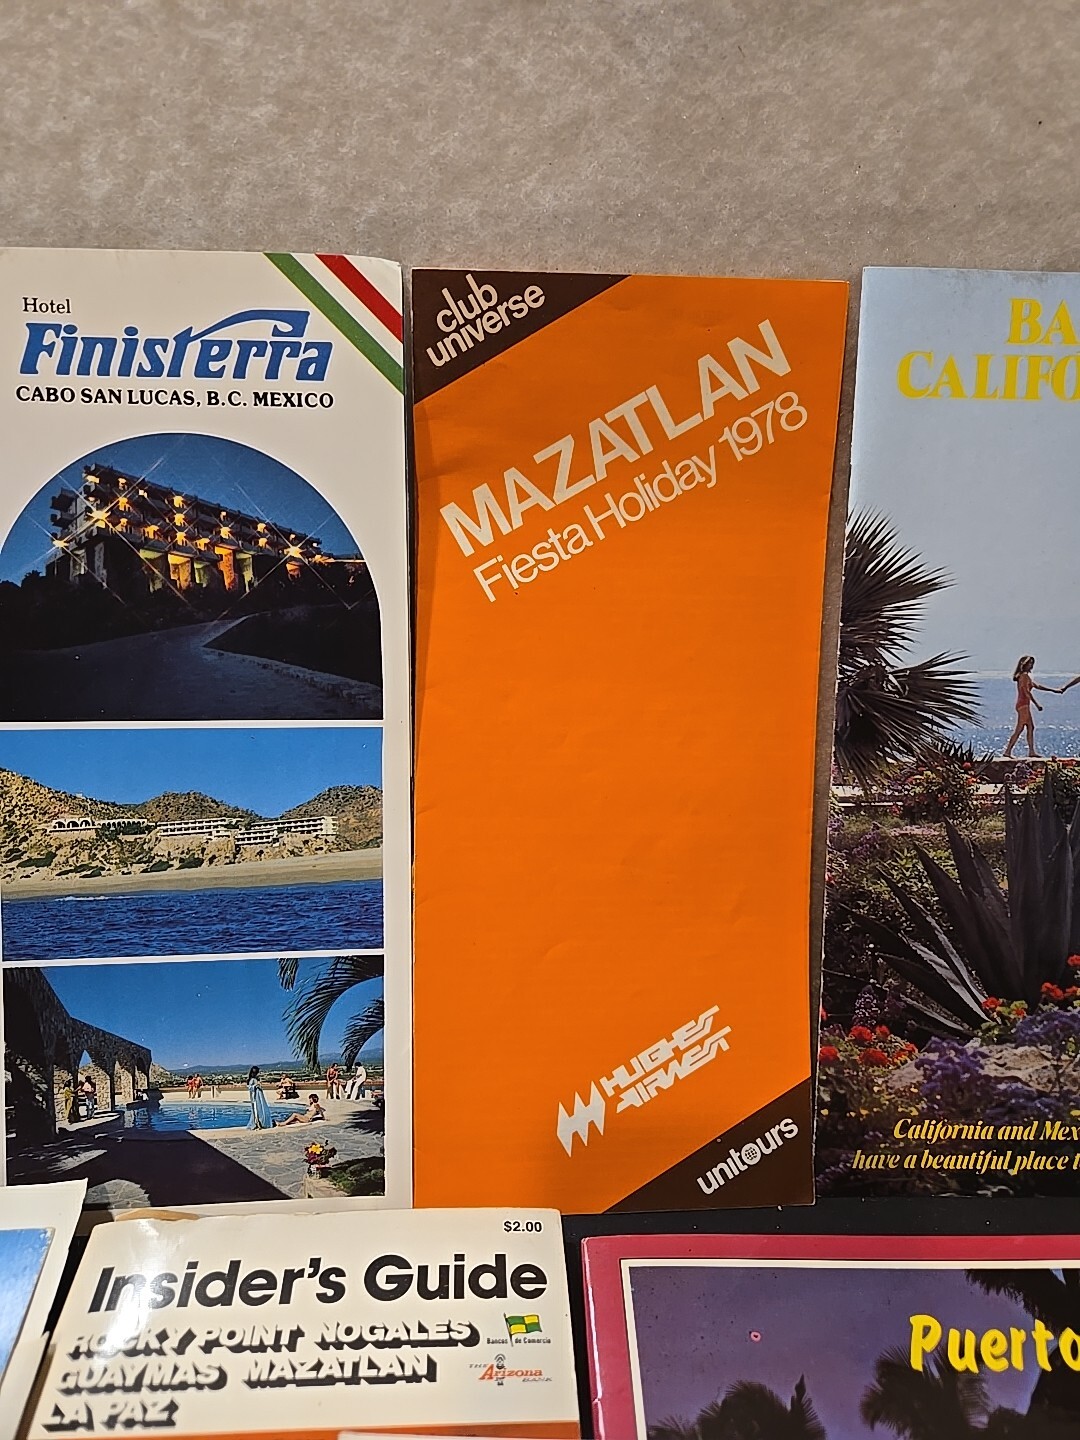 Hotel
Finisterra
CABO SAN LUCAS, B.C. MEXICO
club
universe
MAZATLAN
Fiesta Holiday 1978
HUGHES
AIRWEST
unitours
BA
CALIFO
California and Mex
have a beautiful place t
$2.00
Insider's Guide
ROCKY POINT NOGALES
GUAYMAS MAZATLAN
LA PAZ
Bancos de Comercio
THE
Arizona
BANK
Puerto